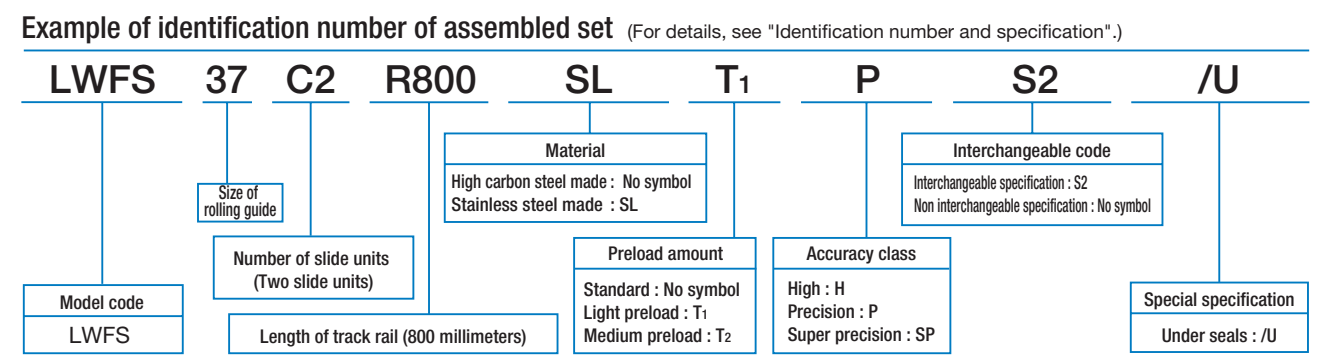 Example of identification number of assembled set (For details, see "Identification number and specification".)
LWFS 37 C2 R800 SL T1 P S2 /U
Material
High carbon steel made : No symbol
Stainless steel made : SL
Interchangeable code
Interchangeable specification : S2
Non interchangeable specification : No symbol
Size of
rolling guide
Number of slide units
(Two slide units)
Preload amount
Standard : No symbol
Light preload : T1
Medium preload : T2
Accuracy class
High : H
Precision : P
Super precision : SP
Model code
LWFS
Length of track rail (800 millimeters)
Special specification
Under seals : /U